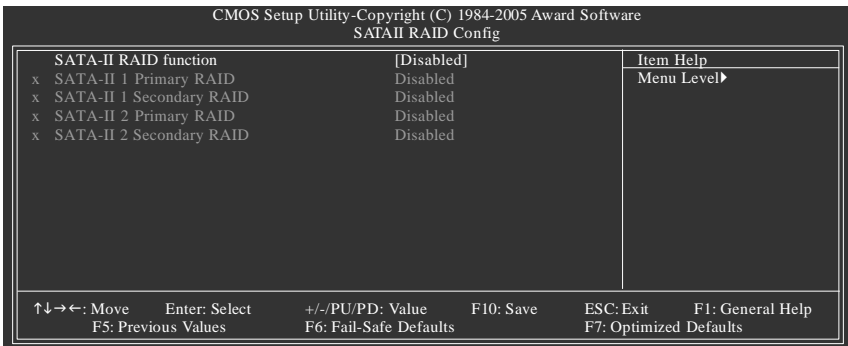 CMOS Setup Utility-Copyright (C) 1984-2005 Award Software
SATAII RAID Config
SATA-II RAID function [Disabled] Item Help
x SATA-II 1 Primary RAID Disabled Menu Level▶
x SATA-II 1 Secondary RAID Disabled
x SATA-II 2 Primary RAID Disabled
x SATA-II 2 Secondary RAID Disabled
↑↓→←: Move Enter: Select +/-/PU/PD: Value F10: Save ESC: Exit F1: General Help
F5: Previous Values F6: Fail-Safe Defaults F7: Optimized Defaults